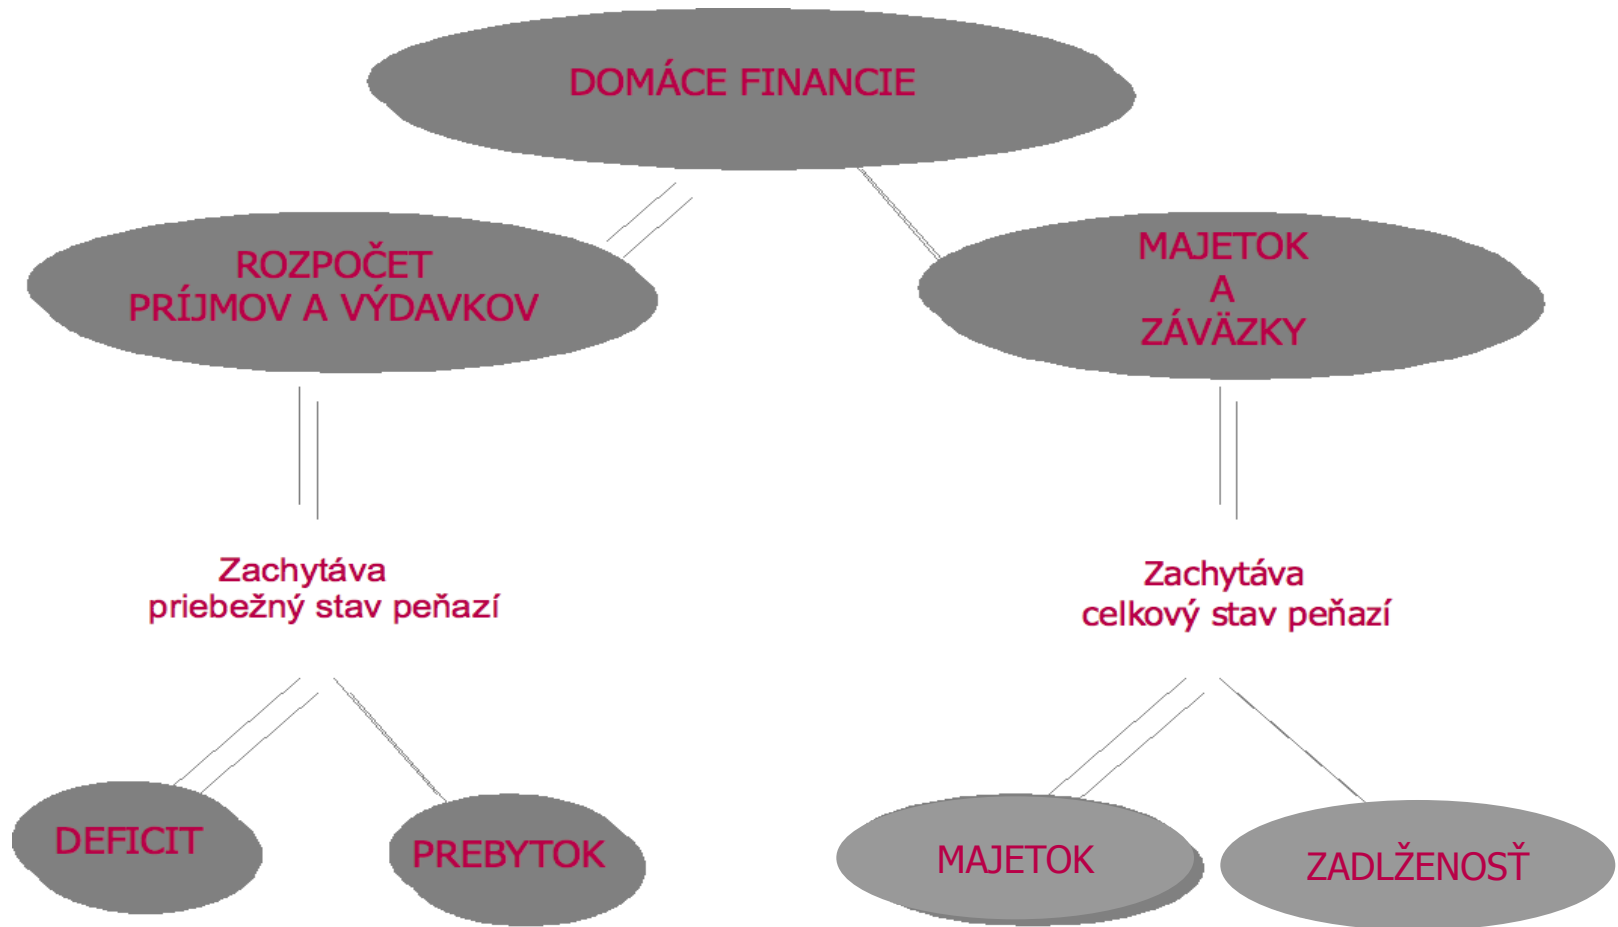 DOMÁCE FINANCIE
ROZPOČET
PRÍJMOV A VÝDAVKOV
MAJETOK
A
ZÁVÄZKY
Zachytáva
priebežný stav peňazí
Zachytáva
celkový stav peňazí
DEFICIT
PREBYTOK
MAJETOK
ZADLŽENOSŤ